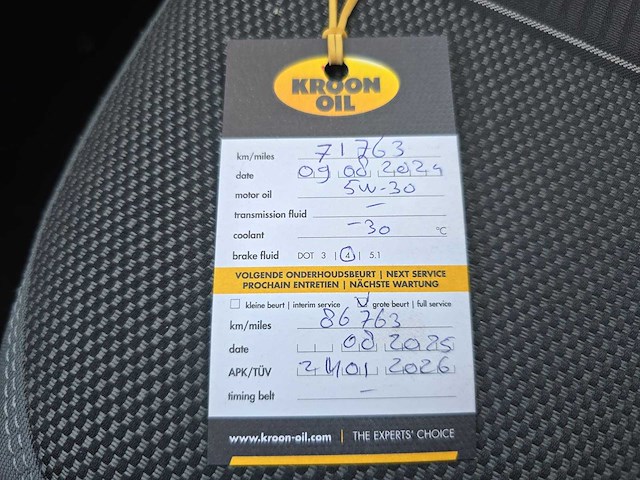 KROON
OIL
km/miles 71763
date 09 08 2024
motor oil 5W-30
transmission fluid -
coolant -30 °C
brake fluid DOT 3 | 4 | 5.1
VOLGENDE ONDERHOUDSBEURT | NEXT SERVICE
PROCHAIN ENTRETIEN | NÄCHSTE WARTUNG
kleine beurt | interim service grote beurt | full service
km/miles 86763
date 08 2025
APK/TÜV 01 2026
timing belt -
www.kroon-oil.com | THE EXPERTS' CHOICE